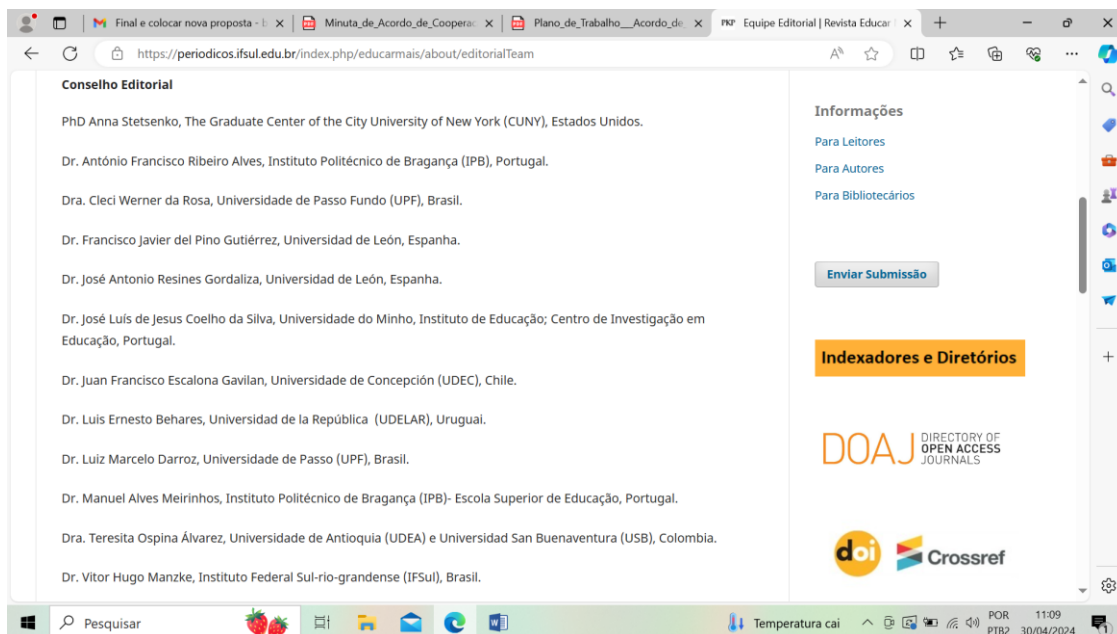 Final e colocar nova proposta - b
Minuta_de_Acordo_de_Cooperac
Plano_de_Trabalho__Acordo_de_
PKP Equipe Editorial | Revista Educar
https://periodicos.ifsul.edu.br/index.php/educarmais/about/editorialTeam
Conselho Editorial
PhD Anna Stetsenko, The Graduate Center of the City University of New York (CUNY), Estados Unidos.
Dr. António Francisco Ribeiro Alves, Instituto Politécnico de Bragança (IPB), Portugal.
Dra. Cleci Werner da Rosa, Universidade de Passo Fundo (UPF), Brasil.
Dr. Francisco Javier del Pino Gutiérrez, Universidad de León, Espanha.
Dr. José Antonio Resines Gordaliza, Universidad de León, Espanha.
Dr. José Luís de Jesus Coelho da Silva, Universidade do Minho, Instituto de Educação; Centro de Investigação em
Educação, Portugal.
Dr. Juan Francisco Escalona Gavilan, Universidade de Concepción (UDEC), Chile.
Dr. Luis Ernesto Behares, Universidad de la República (UDELAR), Uruguai.
Dr. Luiz Marcelo Darroz, Universidade de Passo (UPF), Brasil.
Dr. Manuel Alves Meirinhos, Instituto Politécnico de Bragança (IPB)- Escola Superior de Educação, Portugal.
Dra. Teresita Ospina Álvarez, Universidade de Antioquia (UDEA) e Universidad San Buenaventura (USB), Colombia.
Dr. Vitor Hugo Manzke, Instituto Federal Sul-rio-grandense (IFSul), Brasil.
Informações
Para Leitores
Para Autores
Para Bibliotecários
Enviar Submissão
Indexadores e Diretórios
DOAJ
DIRECTORY OF
OPEN ACCESS
JOURNALS
doi
Crossref
Pesquisar
Temperatura cai
POR
PTB2
11:09
30/04/2024